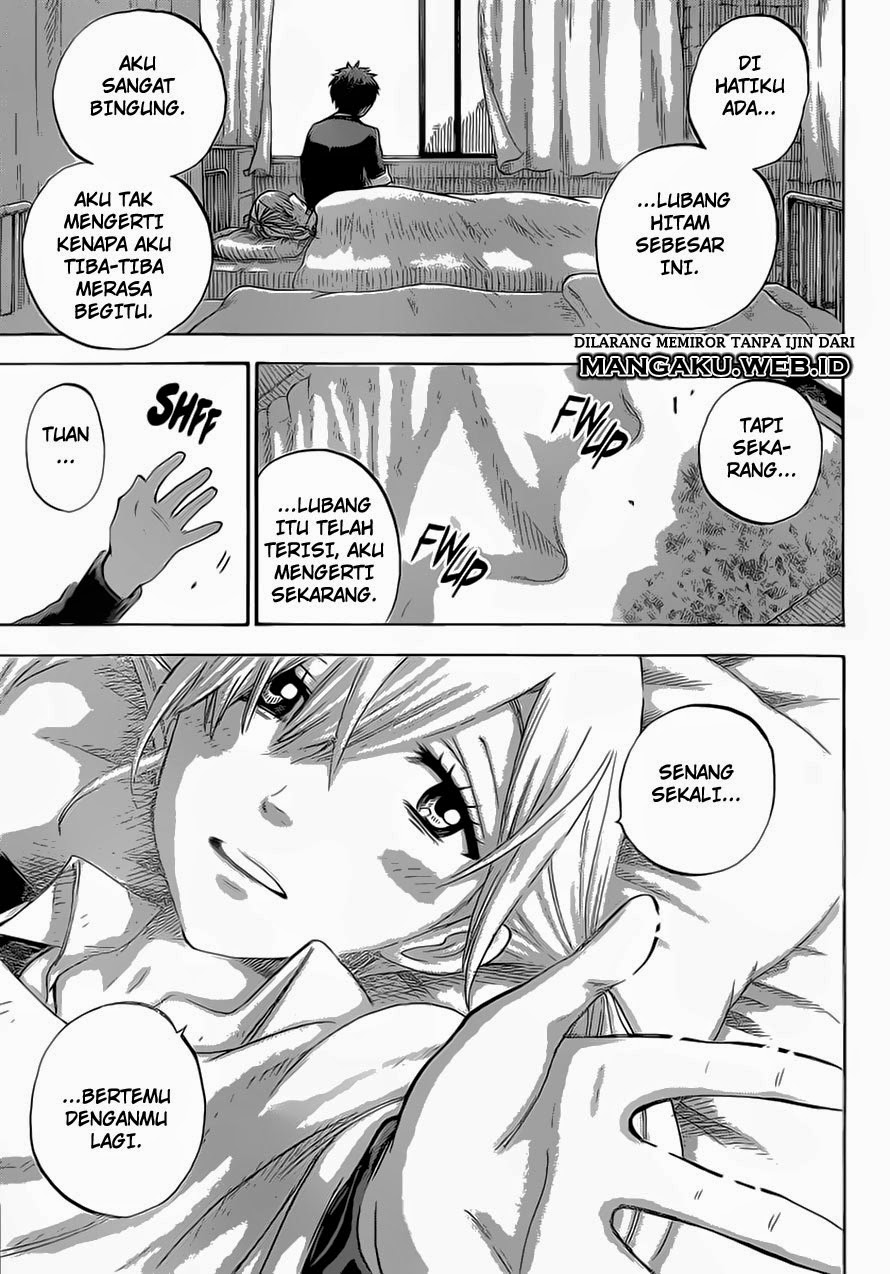 DI
HATIKU
ADA...
...LUBANG
HITAM
SEBESAR
INI.
AKU
SANGAT
BINGUNG.
AKU TAK
MENGERTI
KENAPA AKU
TIBA-TIBA
MERASA
BEGITU.
DILARANG MEMIROR TANPA IJIN DARI
MANGAKU.WEB.ID
TAPI
SEKA-
RANG...
FWUP
FWUP
...LUBANG
ITU TELAH
TERISI, AKU
MENGERTI
SEKARANG.
SHFF
TUAN
...
SENANG
SEKALI...
...BERTEMU
DENGANMU
LAGI.